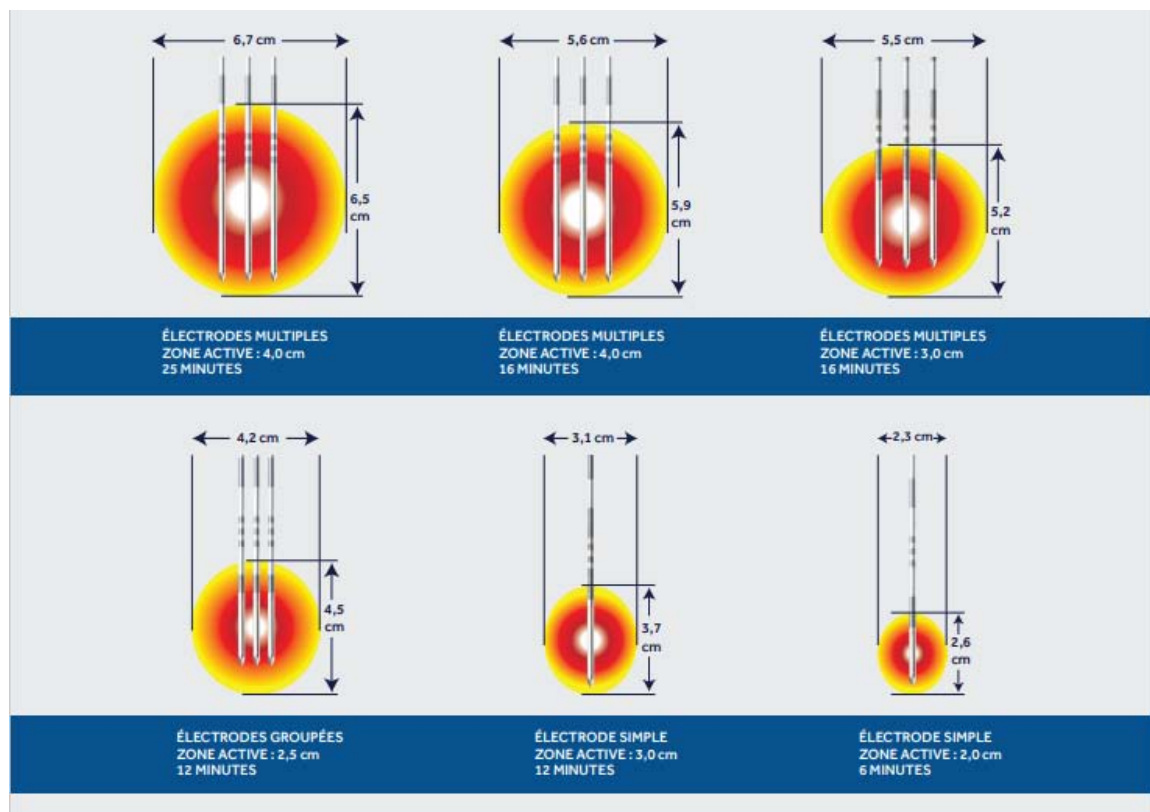 6,7 cm
6,5
cm
5,6 cm
5,9
cm
5,5 cm
5,2
cm
ÉLECTRODES MULTIPLES
ZONE ACTIVE : 4,0 cm
25 MINUTES
ÉLECTRODES MULTIPLES
ZONE ACTIVE : 4,0 cm
16 MINUTES
ÉLECTRODES MULTIPLES
ZONE ACTIVE : 3,0 cm
16 MINUTES
4,2 cm
4,5
cm
3,1 cm
3,7
cm
2,3 cm
2,6
cm
ÉLECTRODES GROUPÉES
ZONE ACTIVE : 2,5 cm
12 MINUTES
ÉLECTRODE SIMPLE
ZONE ACTIVE : 3,0 cm
12 MINUTES
ÉLECTRODE SIMPLE
ZONE ACTIVE : 2,0 cm
6 MINUTES